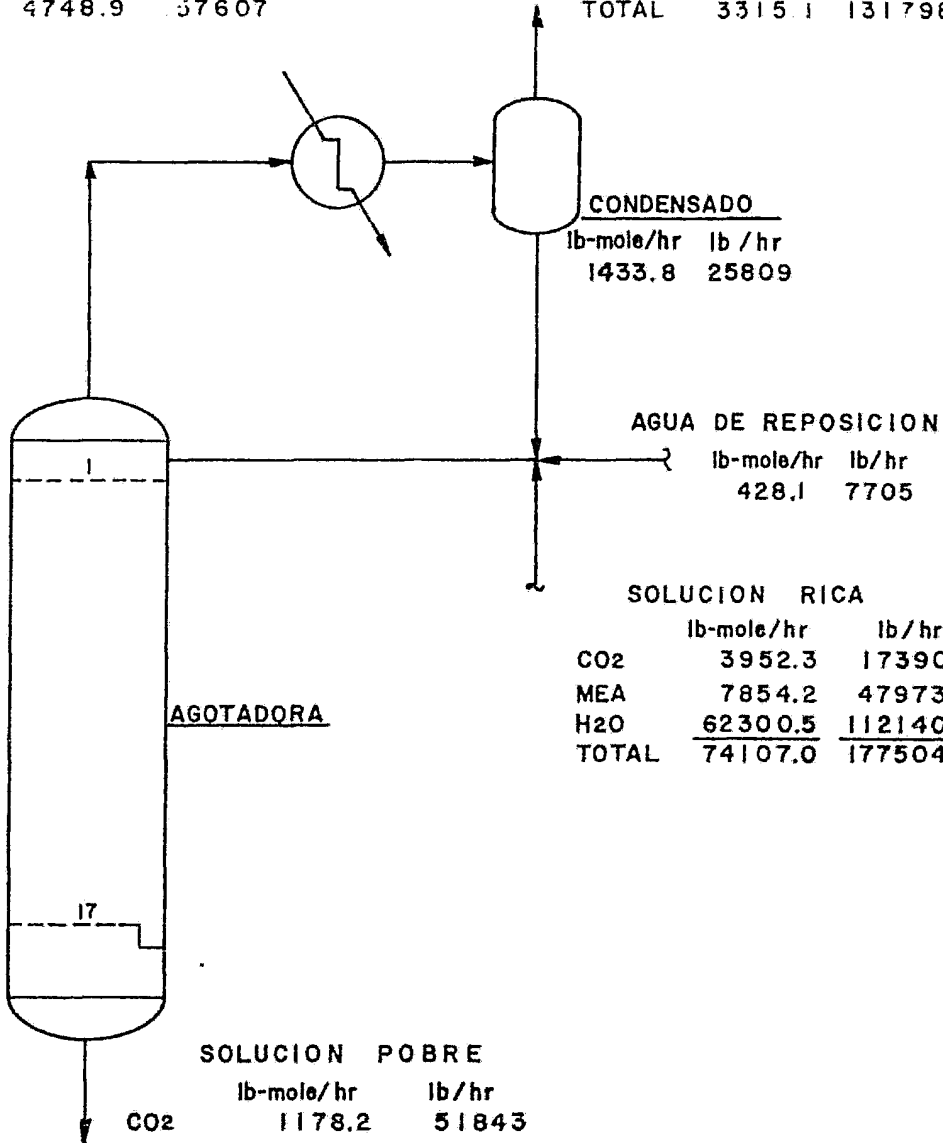 4748.9
TOTAL 3315.1 131798
CONDENSADO
lb-mole/hr lb/hr
1433.8 25809
AGUA DE REPOSICION
lb-mole/hr lb/hr
428.1 7705
1
SOLUCION RICA
lb-mole/hr lb/hr
CO2 3952.3 17390
MEA 7854.2 47973
H2O 62300.5 112140
TOTAL 74107.0 177504
AGOTADORA
17
SOLUCION POBRE
lb-mole/hr lb/hr
CO2 1178.2 51843